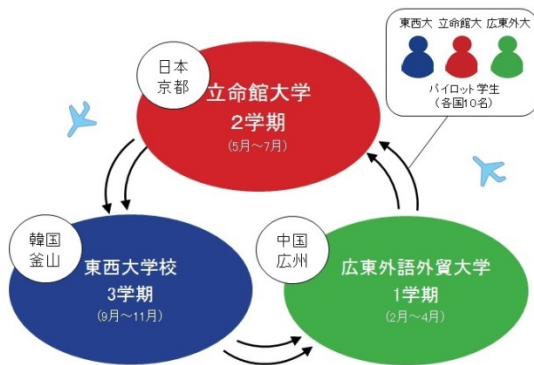 東西大 立命館大 広東外大
パイロット学生
(各国10名)
日本
京都
立命館大学
2学期
(5月～7月)
韓国
釜山
東西大学校
3学期
(9月～11月)
中国
広州
広東外語外貿大学
1学期
(2月～4月)